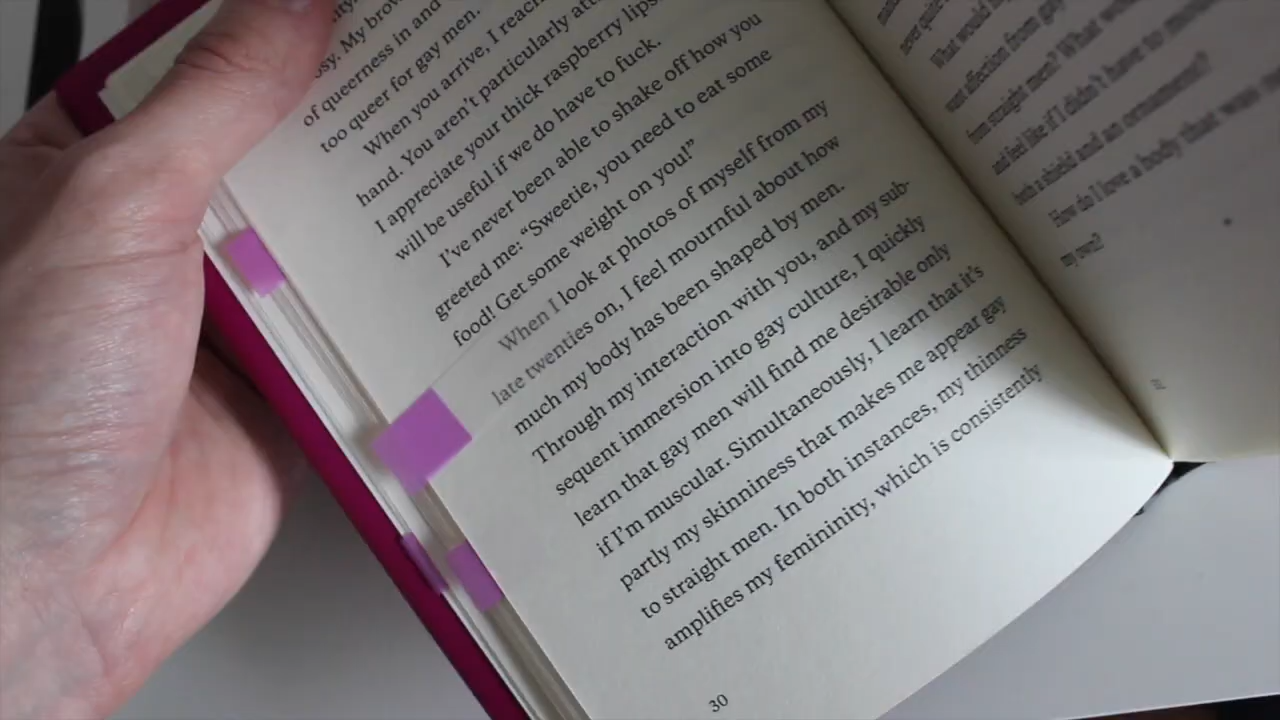 osy. My brow
of queerness in and
too queer for gay men.
When you arrive, I reach
hand. You aren't particularly att
I appreciate your thick raspberry lips
will be useful if we do have to fuck.
I've never been able to shake off how you
greeted me: “Sweetie, you need to eat some
food! Get some weight on you!”
When I look at photos of myself from my
late twenties on, I feel mournful about how
much my body has been shaped by men.
Through my interaction with you, and my sub-
sequent immersion into gay culture, I quickly
learn that gay men will find me desirable only
if I'm muscular. Simultaneously, I learn that it's
partly my skinniness that makes me appear gay
to straight men. In both instances, my thinness
amplifies my femininity, which is consistently
30
never quite
What would
want affection from gay
from straight men? What wo
and feel like if I didn't have to
both a shield and an ornament?
How do I love a body that was
my own?